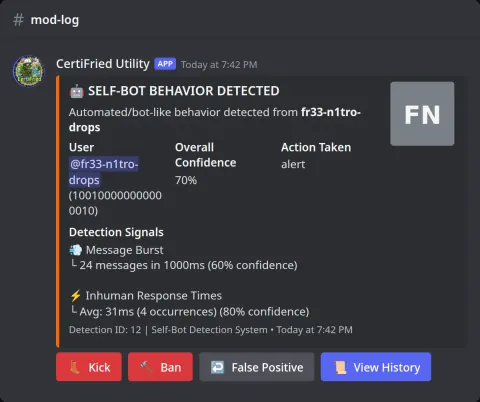 # mod-log
CertiFried Utility APP Today at 7:42 PM
🤖 SELF-BOT BEHAVIOR DETECTED
Automated/bot-like behavior detected from fr33-n1tro-
drops
FN
User
Overall
Confidence
Action Taken
@fr33-n1tro-
drops
(10010000000000
0010)
70%
alert
Detection Signals
💨 Message Burst
└ 24 messages in 1000ms (60% confidence)
⚡ Inhuman Response Times
└ Avg: 31ms (4 occurrences) (80% confidence)
Detection ID: 12 | Self-Bot Detection System • Today at 7:42 PM
👢 Kick
🔨 Ban
↩️ False Positive
📜 View History